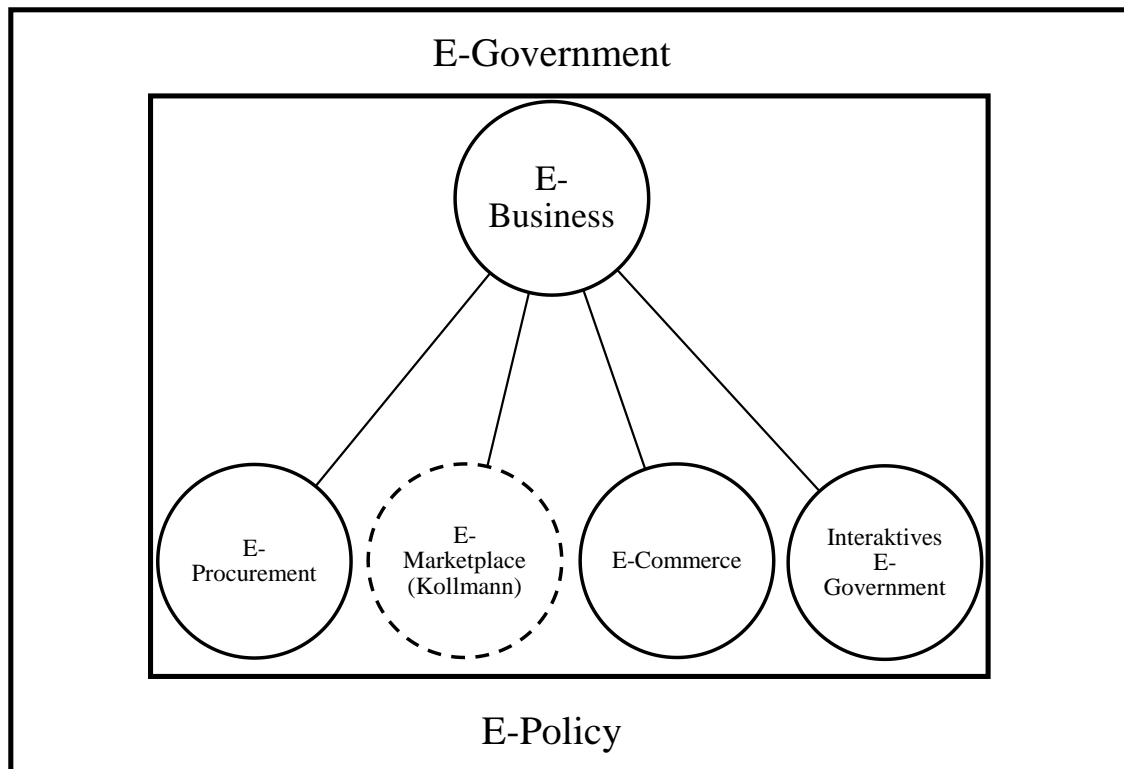 E-Government
E-
Business
E-
Procurement
E-
Marketplace
(Kollmann)
E-Commerce
Interaktives
E-
Government
E-Policy